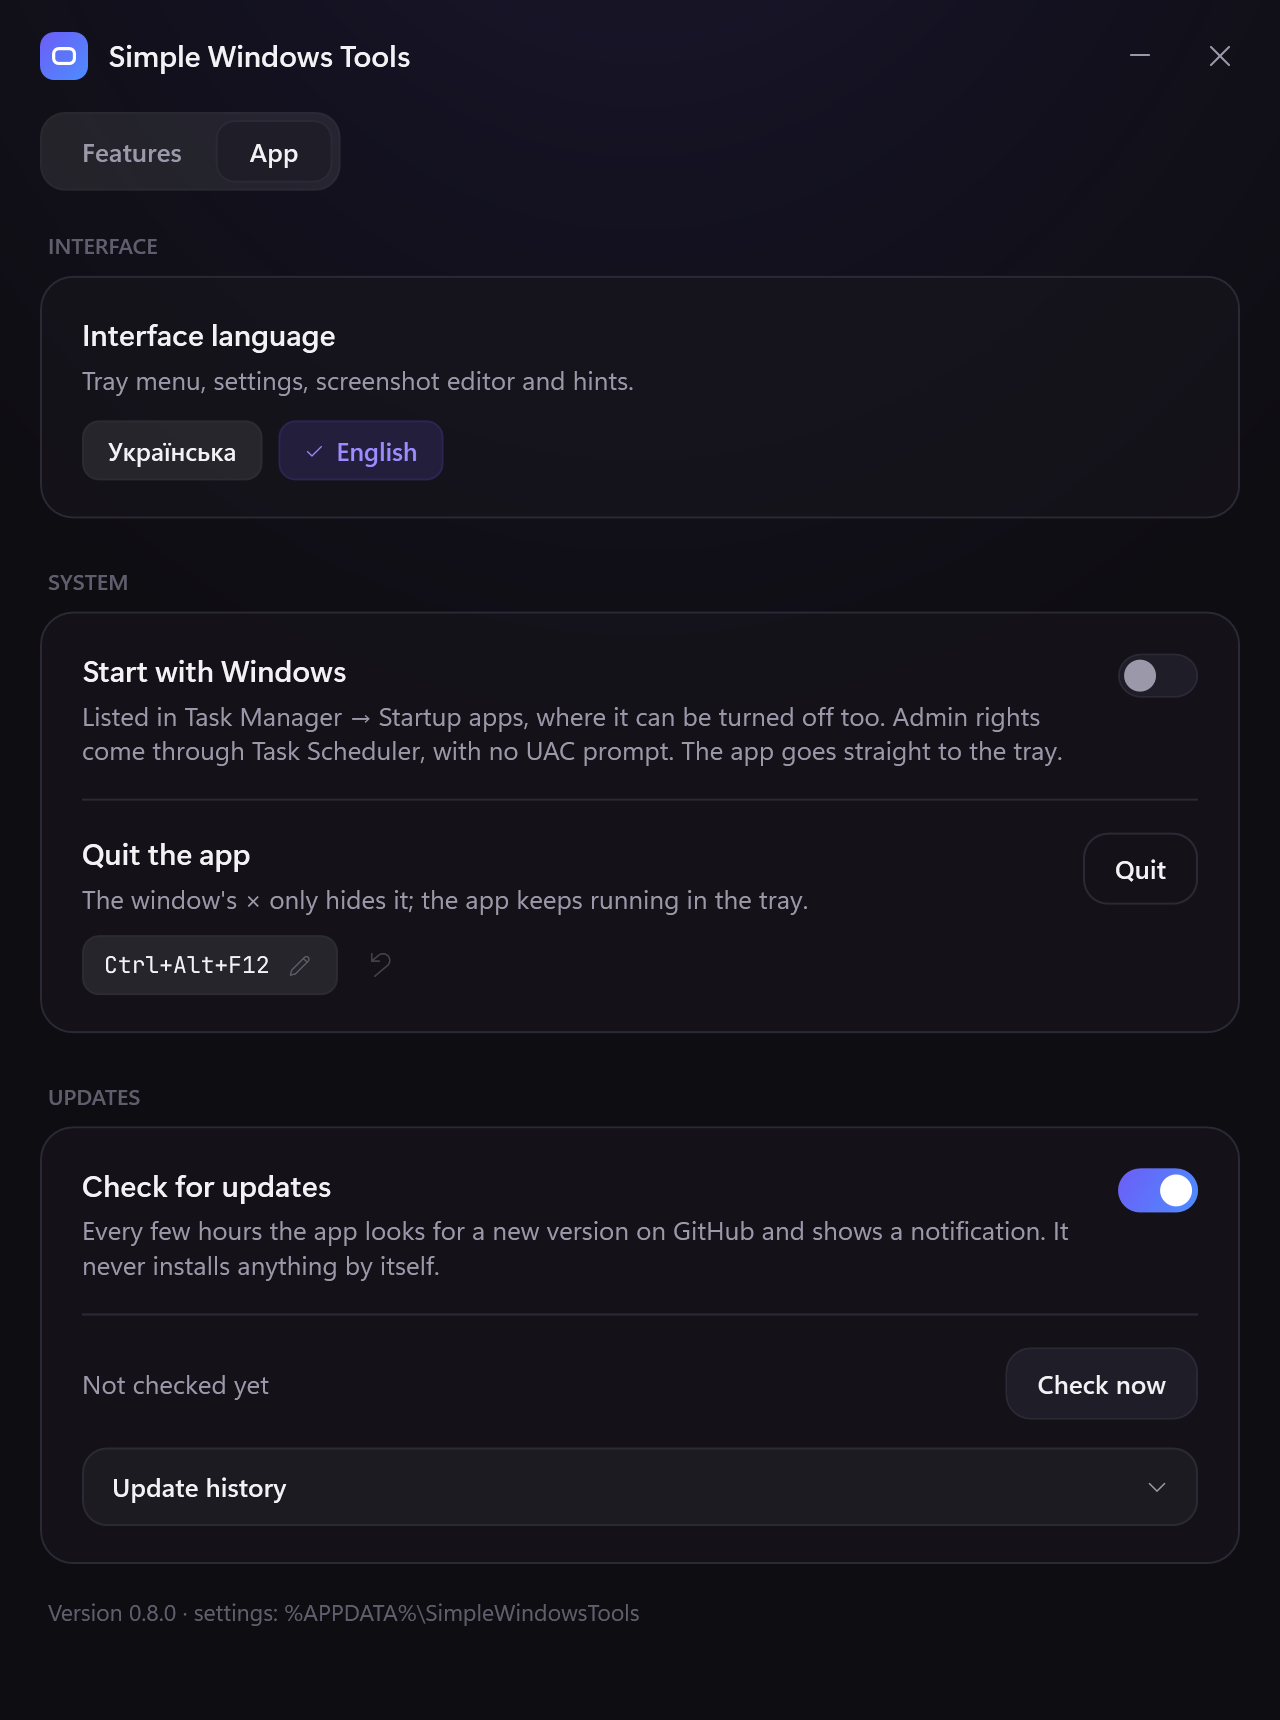 Simple Windows Tools
Features
App
INTERFACE
Interface language
Tray menu, settings, screenshot editor and hints.
Українська
English
SYSTEM
Start with Windows
Listed in Task Manager → Startup apps, where it can be turned off too. Admin rights
come through Task Scheduler, with no UAC prompt. The app goes straight to the tray.
Quit the app
Quit
The window's × only hides it; the app keeps running in the tray.
Ctrl+Alt+F12
UPDATES
Check for updates
Every few hours the app looks for a new version on GitHub and shows a notification. It
never installs anything by itself.
Not checked yet
Check now
Update history
Version 0.8.0 · settings: %APPDATA%\SimpleWindowsTools